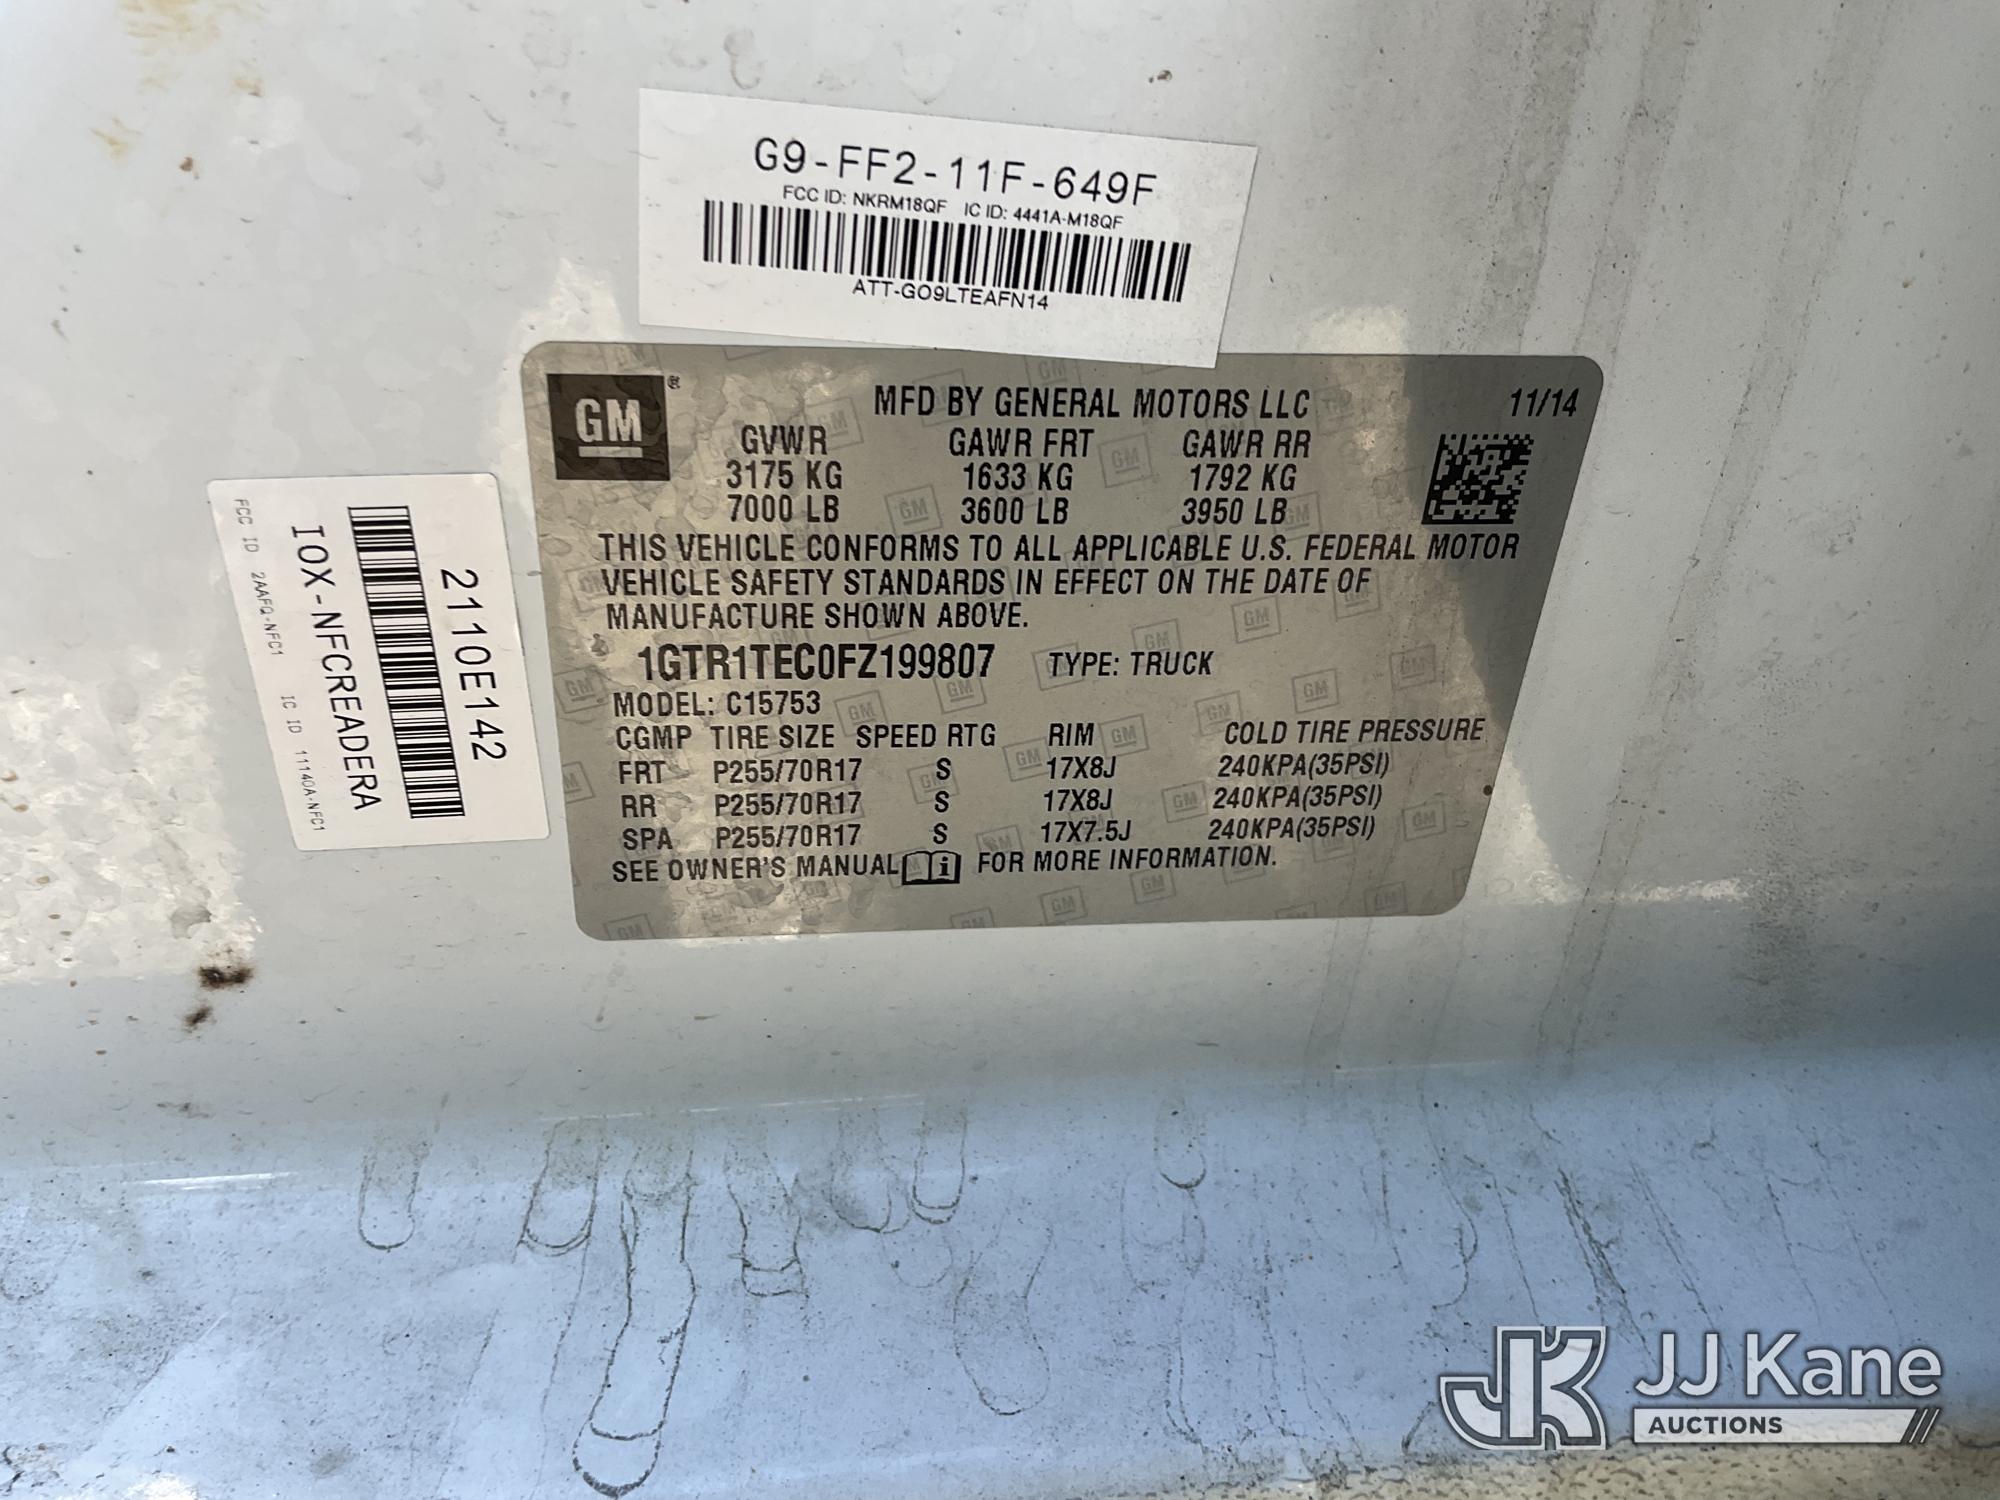 G9-FF2-11F-649F
FCC ID: NKRM18QF IC ID: 4441A-M18QF
ATT-GO9LTEAFN14
GM ®
MFD BY GENERAL MOTORS LLC 11/14
GVWR GAWR FRT GAWR RR
3175 KG 1633 KG 1792 KG
7000 LB 3600 LB 3950 LB
THIS VEHICLE CONFORMS TO ALL APPLICABLE U.S. FEDERAL MOTOR
VEHICLE SAFETY STANDARDS IN EFFECT ON THE DATE OF
MANUFACTURE SHOWN ABOVE.
1GTR1TEC0FZ199807 TYPE: TRUCK
MODEL: C15753
CGMP TIRE SIZE SPEED RTG RIM COLD TIRE PRESSURE
FRT P255/70R17 S 17X8J 240KPA(35PSI)
RR P255/70R17 S 17X8J 240KPA(35PSI)
SPA P255/70R17 S 17X7.5J 240KPA(35PSI)
SEE OWNER'S MANUAL i FOR MORE INFORMATION.
2110E142
IOX-NFCREADERA
FCC ID 2AAFQ-NFC1 IC ID 11140A-NFC1
JK JJ Kane
AUCTIONS